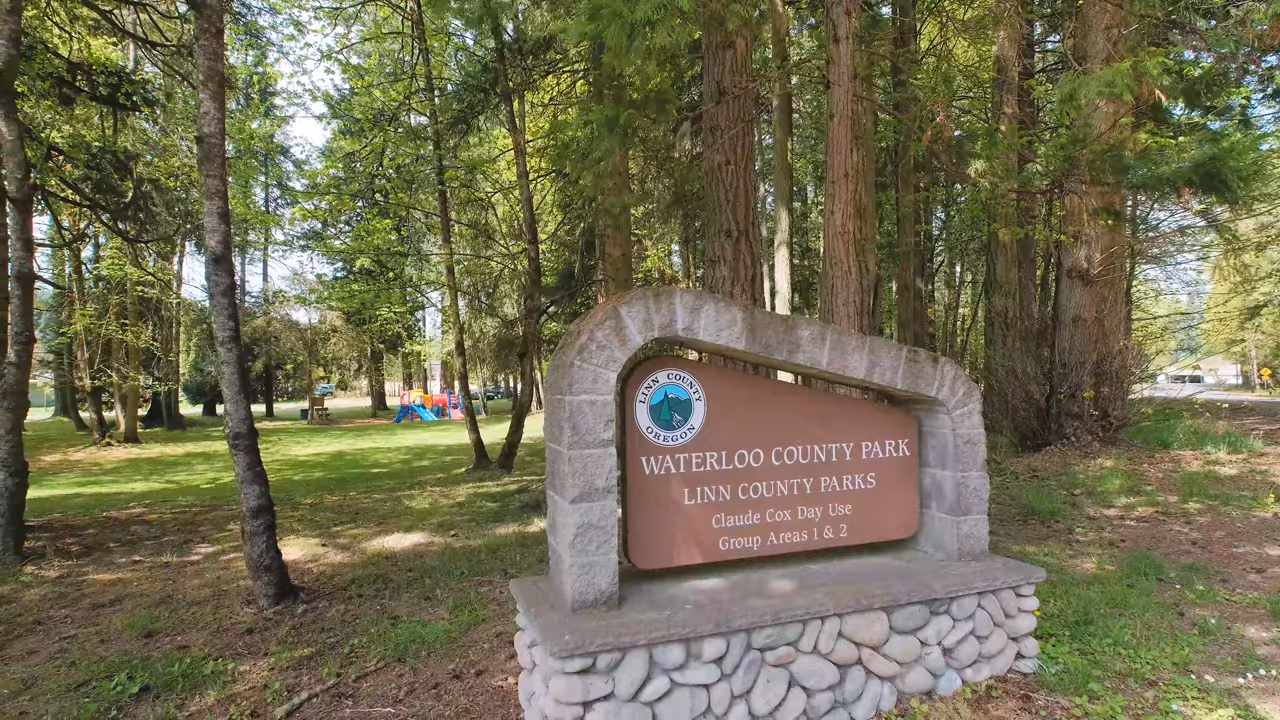 LINN COUNTY
OREGON
WATERLOO COUNTY PARK
LINN COUNTY PARKS
Claude Cox Day Use
Group Areas 1 & 2